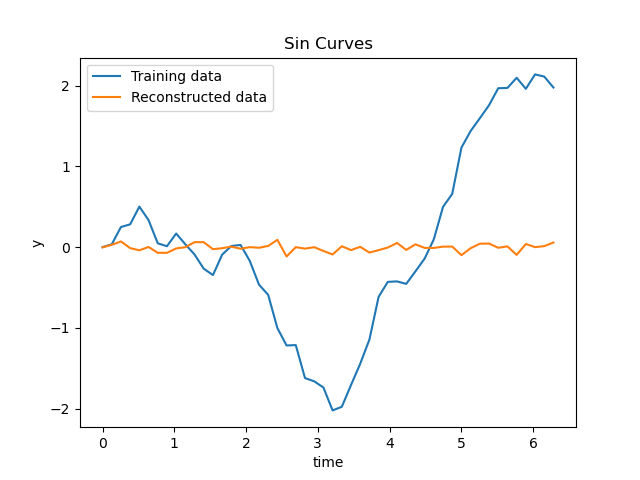 Sin Curves
Training data
Reconstructed data
2
1
0
−1
−2
y
0 1 2 3 4 5 6
time